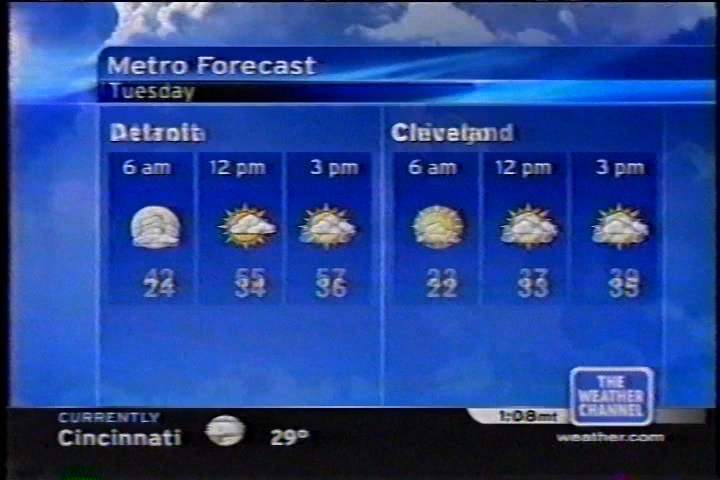 Metro Forecast
Tuesday
Detroit Cleveland
6 am 12 pm 3 pm 6 am 12 pm 3 pm
24 34 36 22 33 35
THE
WEATHER
CHANNEL
CURRENTLY
1:08mt
Cincinnati 29°
weather.com